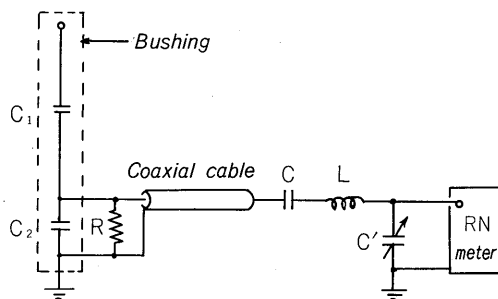 Bushing
C₁
Coaxial cable
C
L
C₂
R
C'
RN
meter